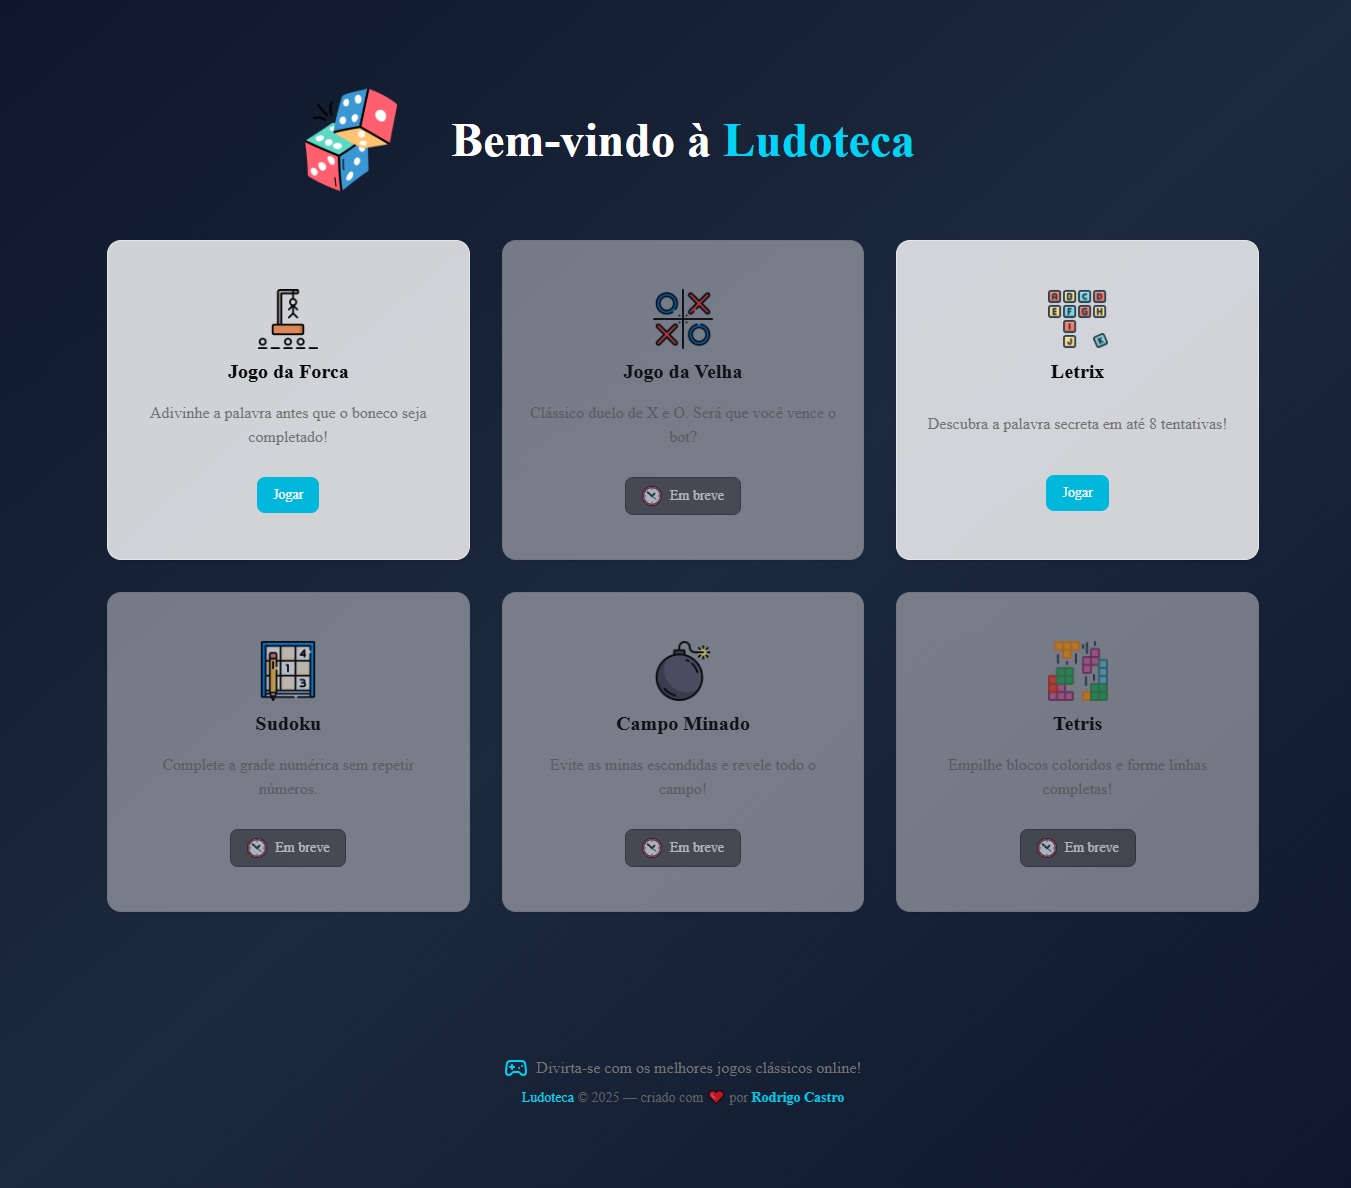 Bem-vindo à Ludoteca
Jogo da Forca
Adivinhe a palavra antes que o boneco seja
completado!
Jogar
Jogo da Velha
Clássico duelo de X e O. Será que você vence o
bot?
Em breve
A B C D
E F G H
I
J K
Letrix
Descubra a palavra secreta em até 8 tentativas!
Jogar
4
1
3
Sudoku
Complete a grade numérica sem repetir
números.
Em breve
Campo Minado
Evite as minas escondidas e revele todo o
campo!
Em breve
Tetris
Empilhe blocos coloridos e forme linhas
completas!
Em breve
Divirta-se com os melhores jogos clássicos online!
Ludoteca © 2025 — criado com ❤️ por Rodrigo Castro